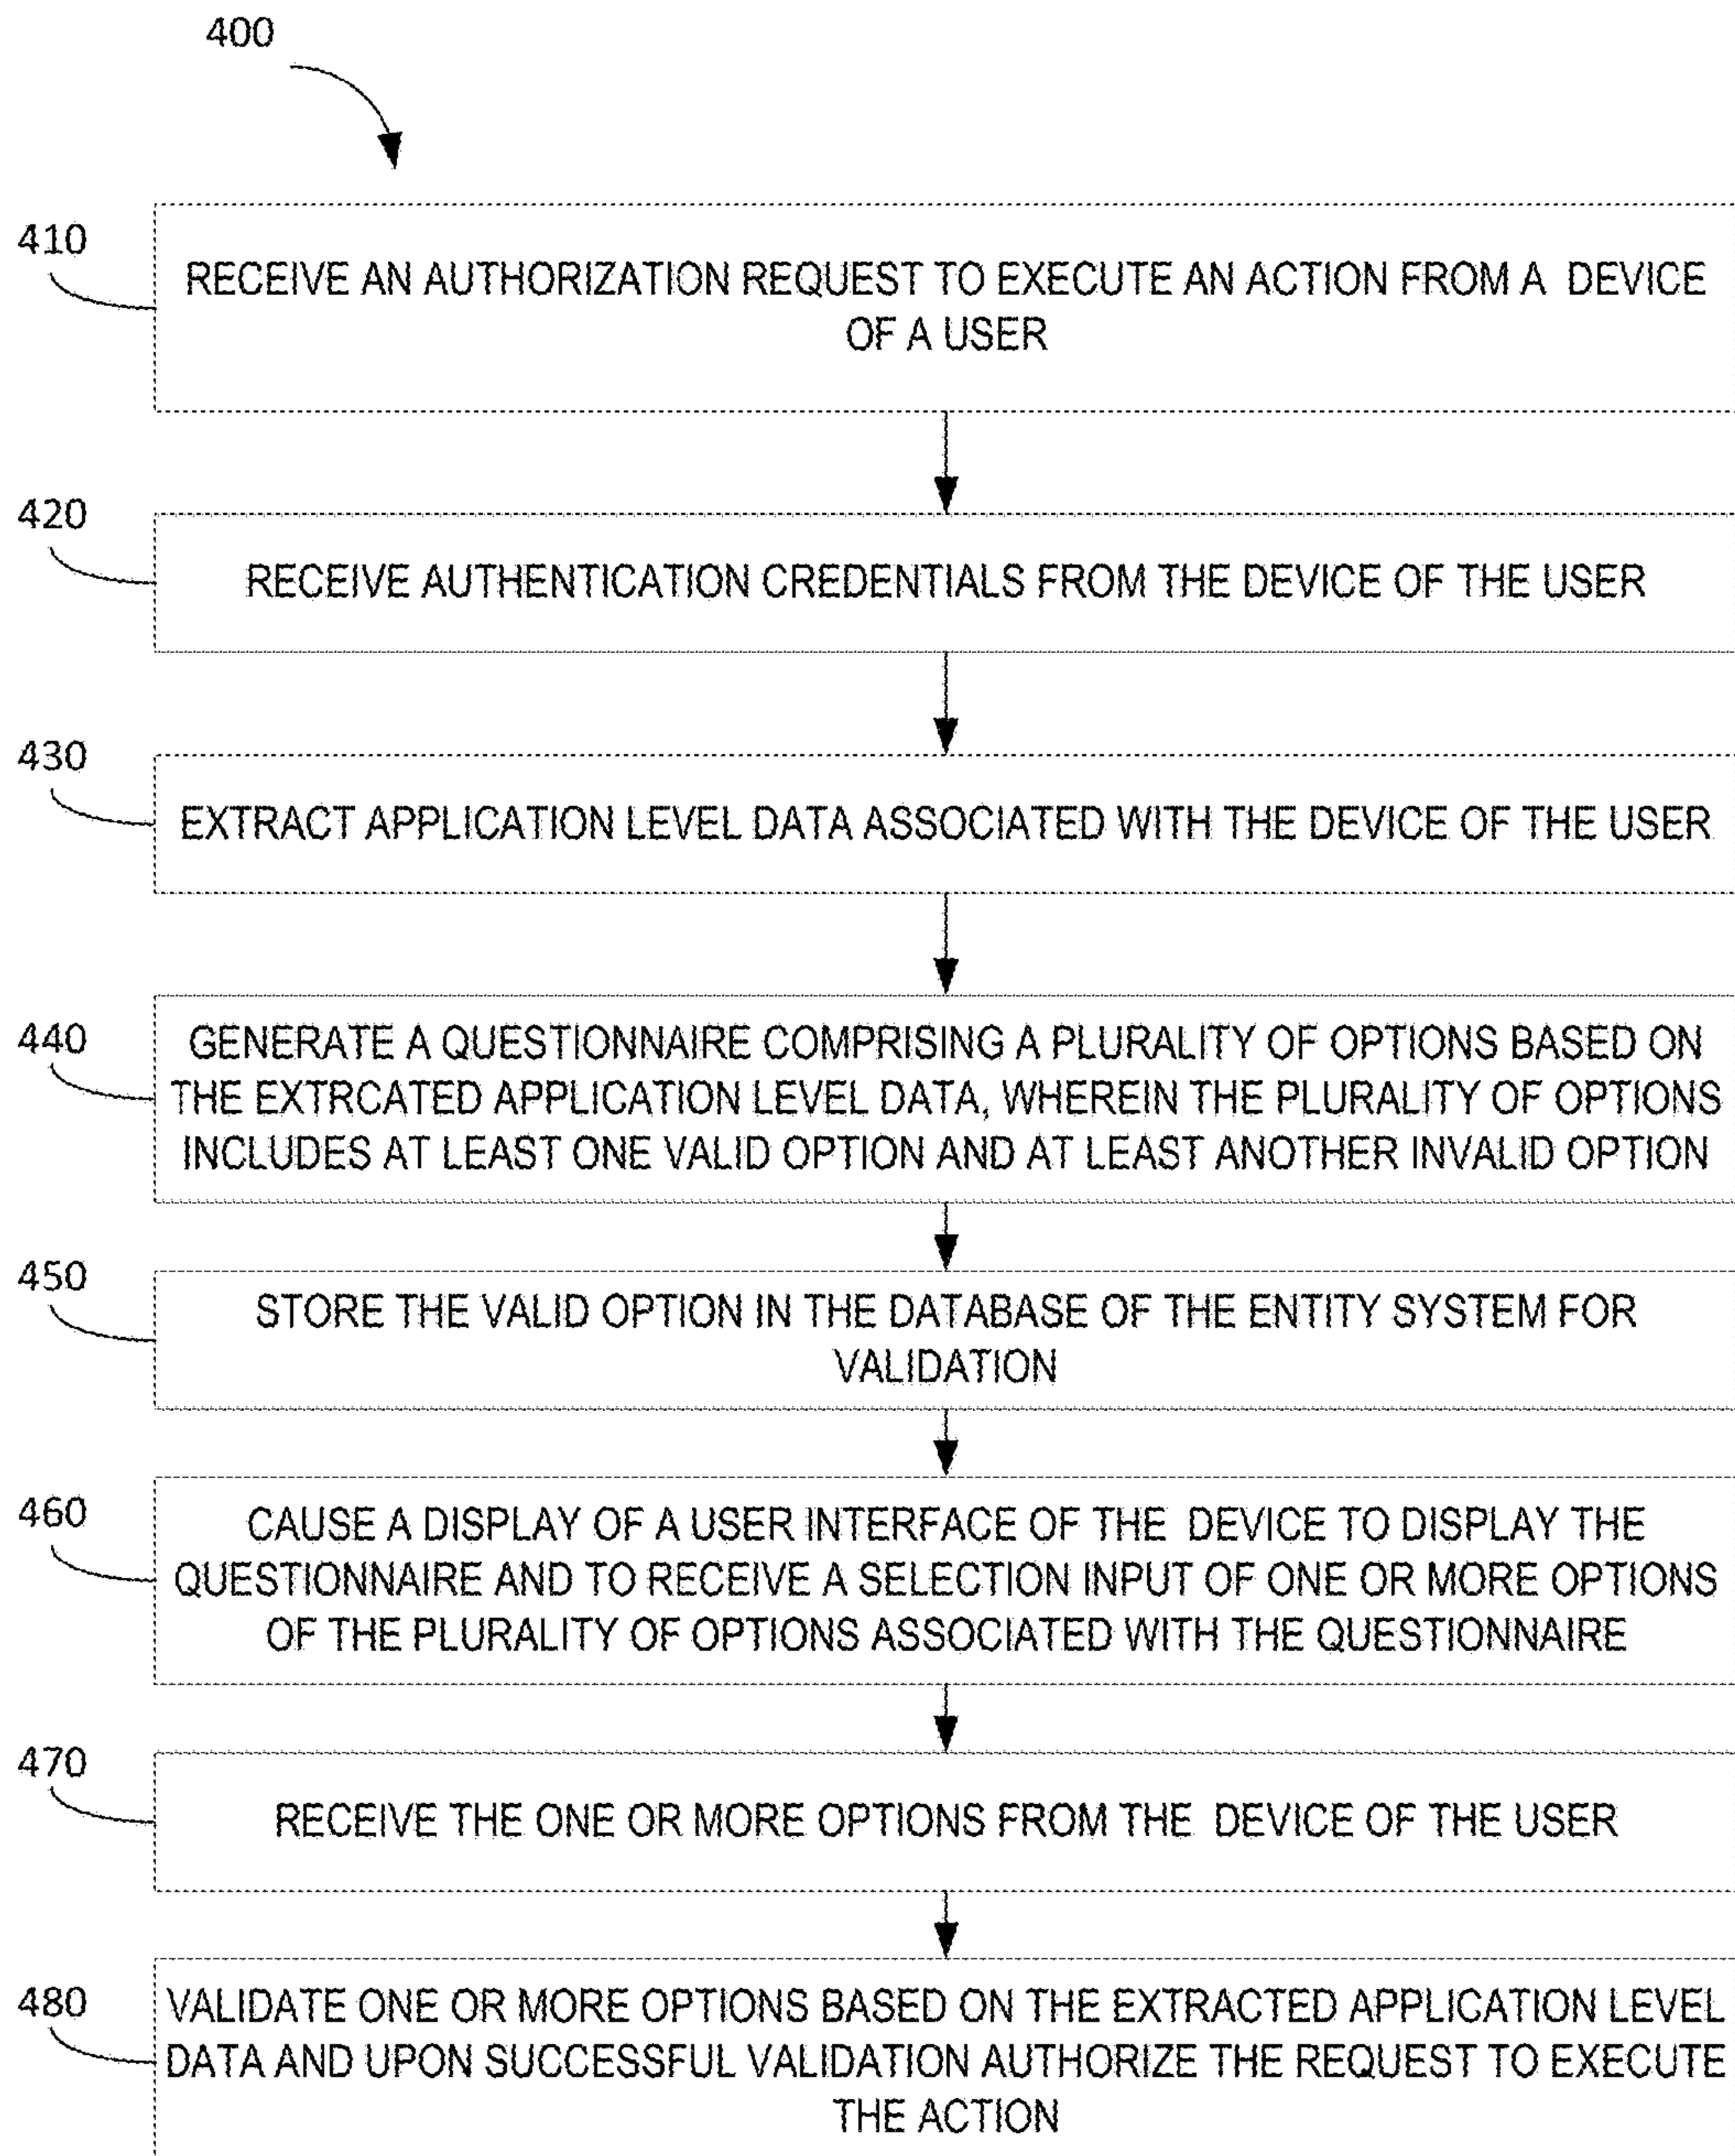 400
410
RECEIVE AN AUTHORIZATION REQUEST TO EXECUTE AN ACTION FROM A DEVICE
OF A USER
420
RECEIVE AUTHENTICATION CREDENTIALS FROM THE DEVICE OF THE USER
430
EXTRACT APPLICATION LEVEL DATA ASSOCIATED WITH THE DEVICE OF THE USER
440
GENERATE A QUESTIONNAIRE COMPRISING A PLURALITY OF OPTIONS BASED ON
THE EXTRCATED APPLICATION LEVEL DATA, WHEREIN THE PLURALITY OF OPTIONS
INCLUDES AT LEAST ONE VALID OPTION AND AT LEAST ANOTHER INVALID OPTION
450
STORE THE VALID OPTION IN THE DATABASE OF THE ENTITY SYSTEM FOR
VALIDATION
460
CAUSE A DISPLAY OF A USER INTERFACE OF THE DEVICE TO DISPLAY THE
QUESTIONNAIRE AND TO RECEIVE A SELECTION INPUT OF ONE OR MORE OPTIONS
OF THE PLURALITY OF OPTIONS ASSOCIATED WITH THE QUESTIONNAIRE
470
RECEIVE THE ONE OR MORE OPTIONS FROM THE DEVICE OF THE USER
480
VALIDATE ONE OR MORE OPTIONS BASED ON THE EXTRACTED APPLICATION LEVEL
DATA AND UPON SUCCESSFUL VALIDATION AUTHORIZE THE REQUEST TO EXECUTE
THE ACTION